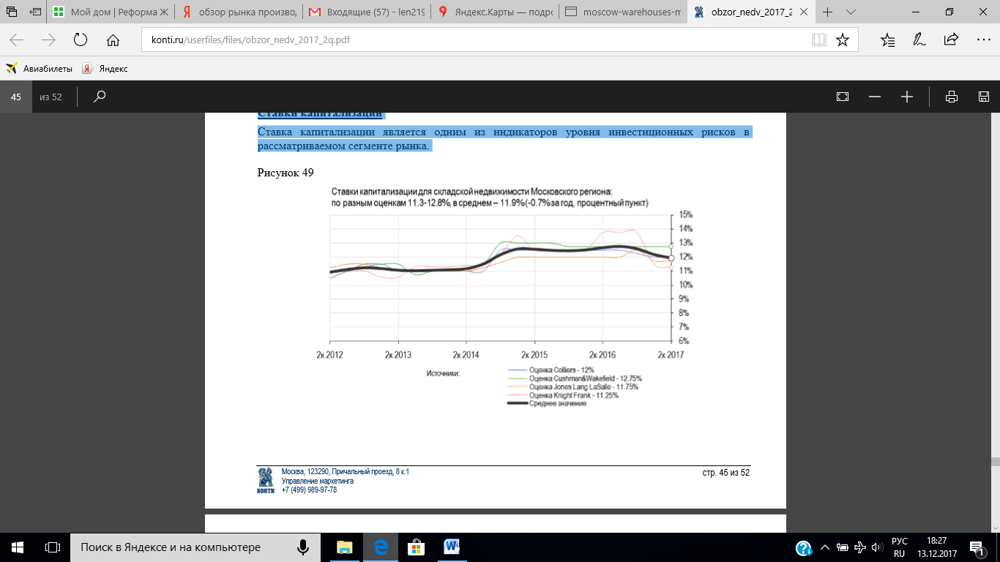 Мой дом | Реформа Ж
обзор рынка произво,
Входящие (57) - len219
Яндекс.Карты — подро
moscow-warehouses-m
obzor_nedv_2017_2
konti.ru/userfiles/files/obzor_nedv_2017_2q.pdf
Авиабилеты
Яндекс
45 из 52
Ставки капитализации
Ставка капитализации является одним из индикаторов уровня инвестиционных рисков в
рассматриваемом сегменте рынка.
Рисунок 49
Ставки капитализации для складской недвижимости Московского региона:
по разным оценкам 11.3-12.8%, в среднем – 11.9% (-0.7% за год, процентный пункт)
15%
14%
13%
12%
11%
10%
9%
8%
7%
6%
2к 2012 2к 2013 2к 2014 2к 2015 2к 2016 2к 2017
Источники:
Оценка Colliers - 12%
Оценка Cushman&Wakefield - 12.75%
Оценка Jones Lang LaSalle - 11.75%
Оценка Knight Frank - 11.25%
Среднее значение
КОНТИ
Москва, 123290, Причальный проезд, 8 к.1
Управление маркетинга
+7 (499) 989-97-78
стр. 45 из 52
Поиск в Яндексе и на компьютере
РУС
RU
18:27
13.12.2017
1